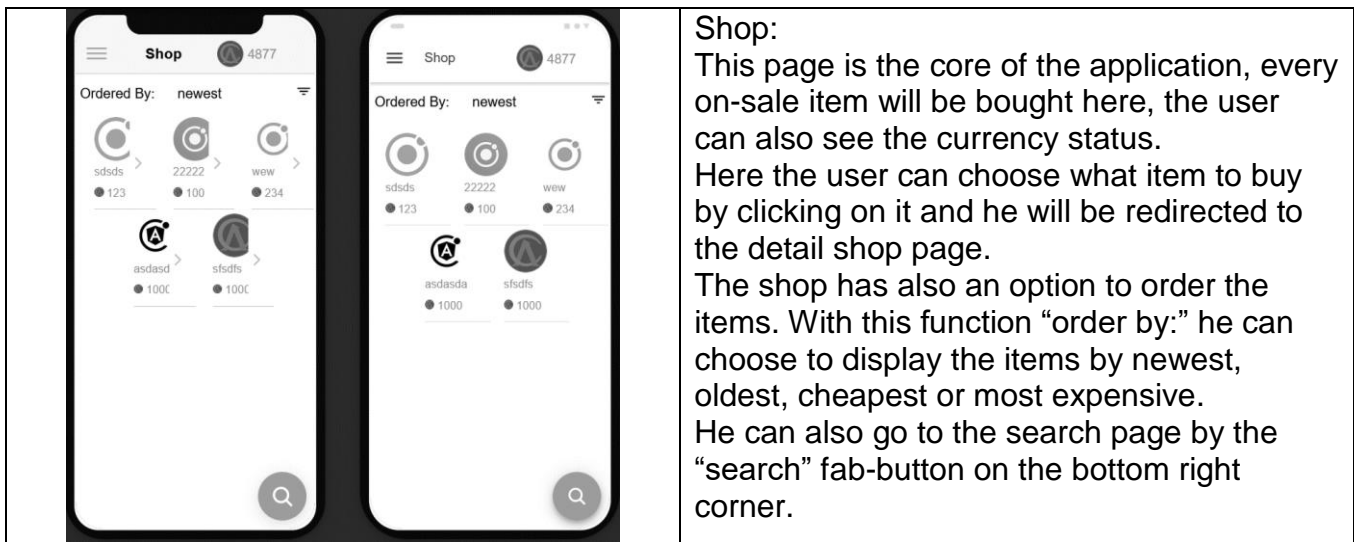 Shop 4877
Ordered By: newest
sdsds 22222 wew
123 100 234
asdasd sfsdfs
1000 1000
Shop 4877
Ordered By: newest
sdsds 22222 wew
123 100 234
asdasda sfsdfs
1000 1000
Shop:
This page is the core of the application, every
on-sale item will be bought here, the user
can also see the currency status.
Here the user can choose what item to buy
by clicking on it and he will be redirected to
the detail shop page.
The shop has also an option to order the
items. With this function “order by:” he can
choose to display the items by newest,
oldest, cheapest or most expensive.
He can also go to the search page by the
“search” fab-button on the bottom right
corner.